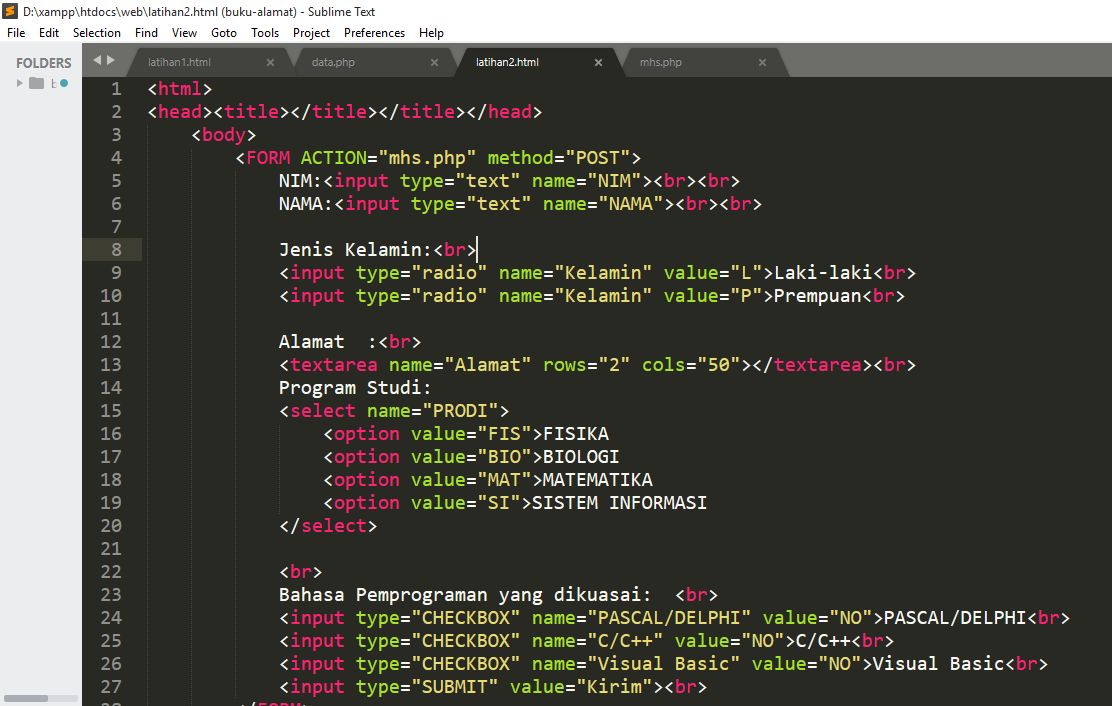 D:\xampp\htdocs\web\latihan2.html (buku-alamat) - Sublime Text
File Edit Selection Find View Goto Tools Project Preferences Help
FOLDERS
latihan1.html × data.php × latihan2.html × mhs.php ×
1 <html>
2 <head><title></title></title></head>
3 <body>
4 <FORM ACTION="mhs.php" method="POST">
5 NIM:<input type="text" name="NIM"><br><br>
6 NAMA:<input type="text" name="NAMA"><br><br>
7
8 Jenis Kelamin:<br>
9 <input type="radio" name="Kelamin" value="L">Laki-laki<br>
10 <input type="radio" name="Kelamin" value="P">Prempuan<br>
11
12 Alamat  :<br>
13 <textarea name="Alamat" rows="2" cols="50"></textarea><br>
14 Program Studi:
15 <select name="PRODI">
16 <option value="FIS">FISIKA
17 <option value="BIO">BIOLOGI
18 <option value="MAT">MATEMATIKA
19 <option value="SI">SISTEM INFORMASI
20 </select>
21
22 <br>
23 Bahasa Pemprograman yang dikuasai:  <br>
24 <input type="CHECKBOX" name="PASCAL/DELPHI" value="NO">PASCAL/DELPHI<br>
25 <input type="CHECKBOX" name="C/C++" value="NO">C/C++<br>
26 <input type="CHECKBOX" name="Visual Basic" value="NO">Visual Basic<br>
27 <input type="SUBMIT" value="Kirim"><br>